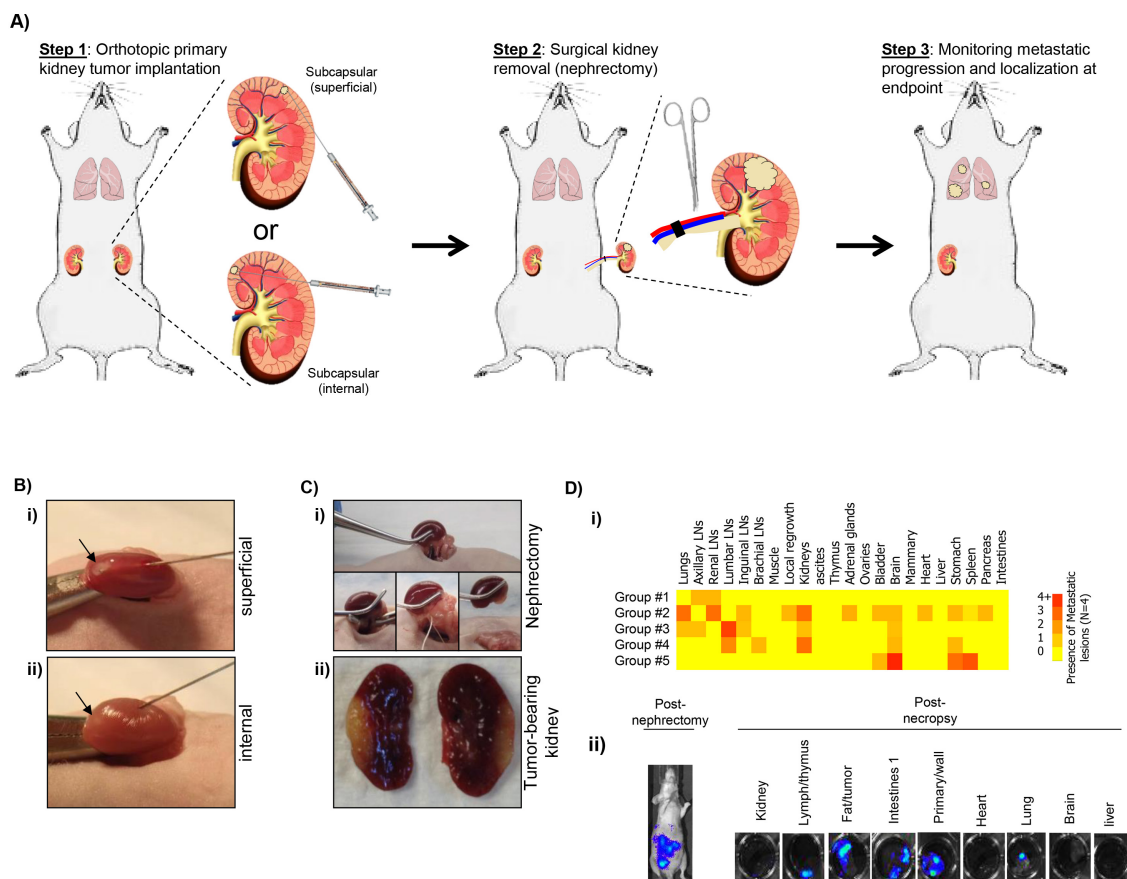 A)
Step 1: Orthotopic primary
kidney tumor implantation
Subcapsular
(superficial)
or
Subcapsular
(internal)
Step 2: Surgical kidney
removal (nephrectomy)
Step 3: Monitoring metastatic
progression and localization at
endpoint
B)
i)
superficial
ii)
internal
C)
i)
Nephrectomy
ii)
Tumor-bearing
kidney
D)
i)
Lungs
Axillary LNs
Renal LNs
Lumbar LNs
Inguinal LNs
Brachial LNs
Muscle
Local regrowth
Kidneys
ascites
Thymus
Adrenal glands
Ovaries
Bladder
Brain
Mammary
Heart
Liver
Stomach
Spleen
Pancreas
Intestines
Group #1
Group #2
Group #3
Group #4
Group #5
4+
3
2
1
0
Presence of Metastatic
lesions (N=4)
ii)
Post-
nephrectomy
Post-
necropsy
Kidney
Lymph/thymus
Fat/tumor
Intestines 1
Primary/wall
Heart
Lung
Brain
liver